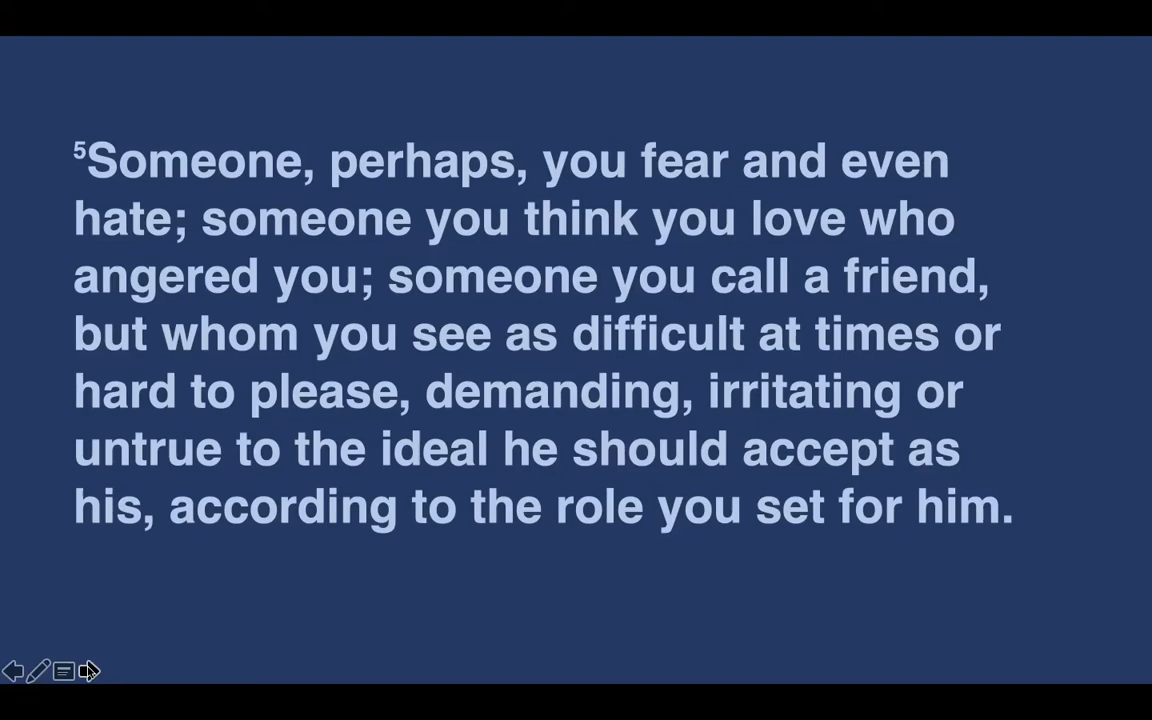 ⁵Someone, perhaps, you fear and even
hate; someone you think you love who
angered you; someone you call a friend,
but whom you see as difficult at times or
hard to please, demanding, irritating or
untrue to the ideal he should accept as
his, according to the role you set for him.